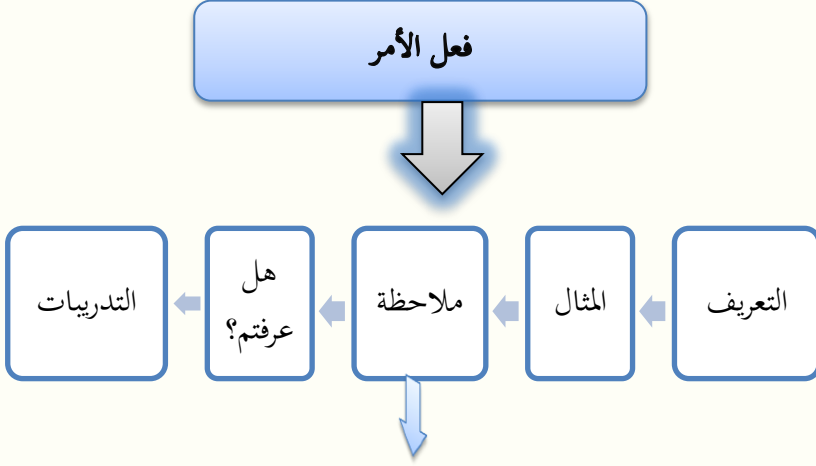 فعل الأمر
التعريف
المثال
ملاحظة
هل
عرفتم؟
التدريبات